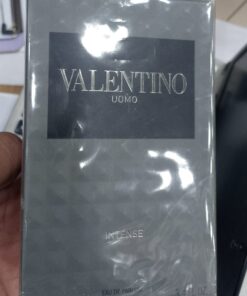 VALENTINO
UOMO
INTENSE
EAU DE PARFUM